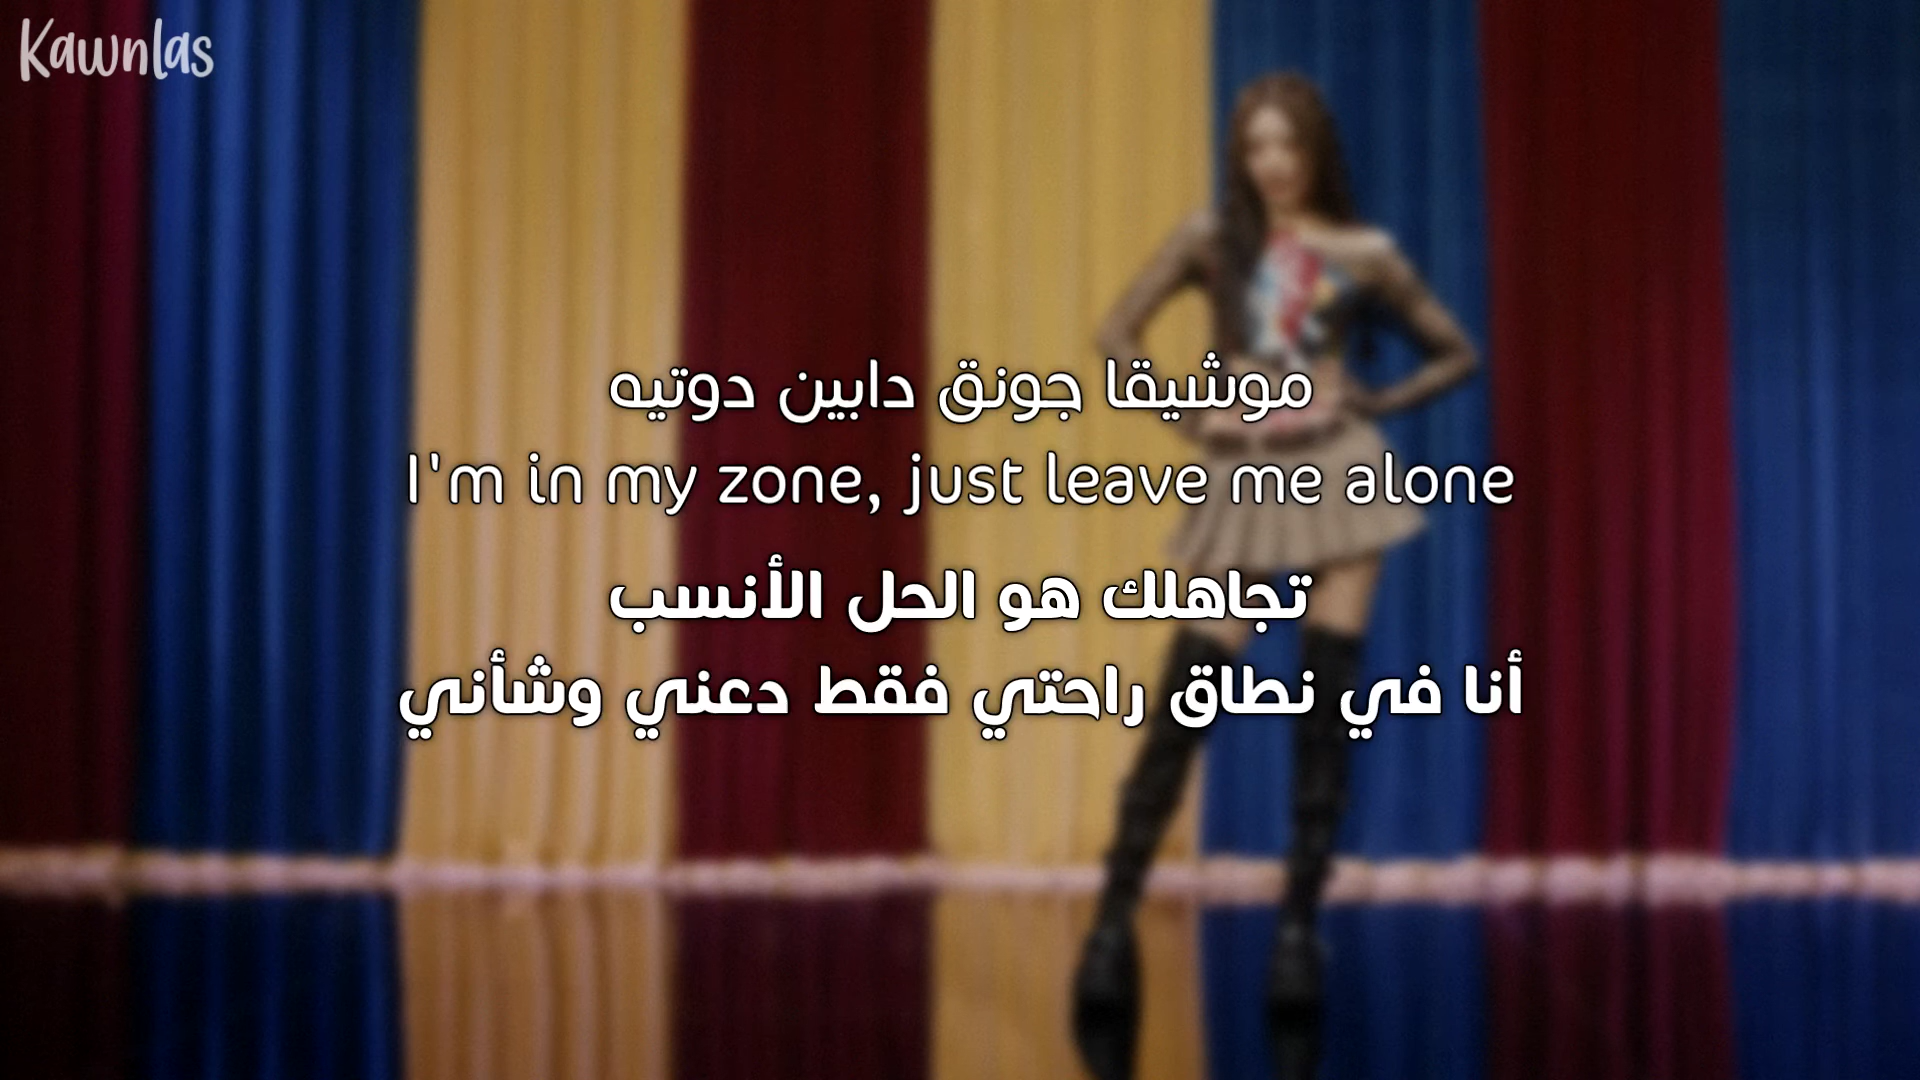 Kawnlas
موشيقا جونق دابين دوتيه
I'm in my zone, just leave me alone
تجاهلك هو الحل الأنسب
أنا في نطاق راحتي فقط دعني وشأني